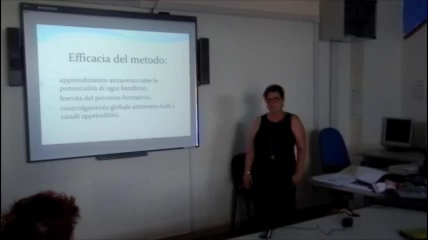 Efficacia del metodo:
apprendimento attraverso tutte le
potenzialità di ogni bambino;
brevità del percorso formativo;
coinvolgimento globale attraverso tutti i
canali apprenditivi.